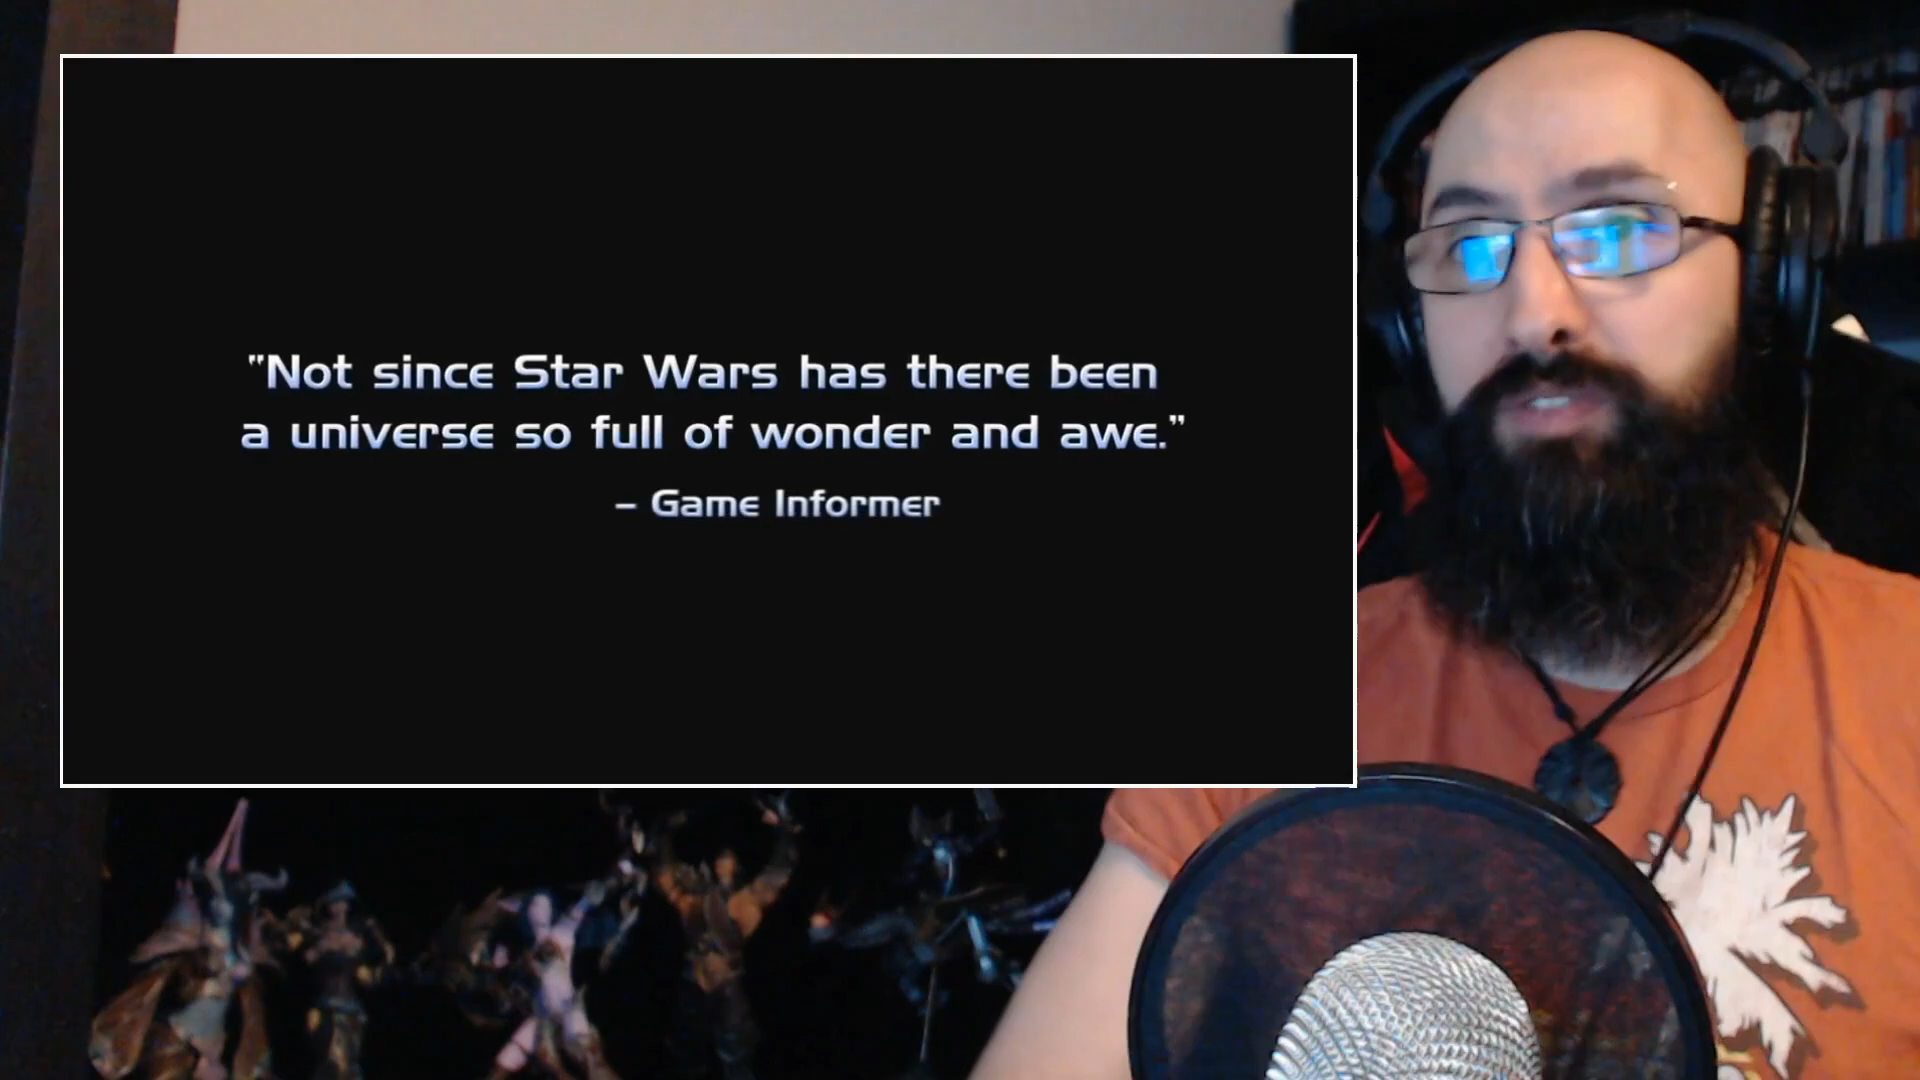 "Not since Star Wars has there been
a universe so full of wonder and awe."
– Game Informer